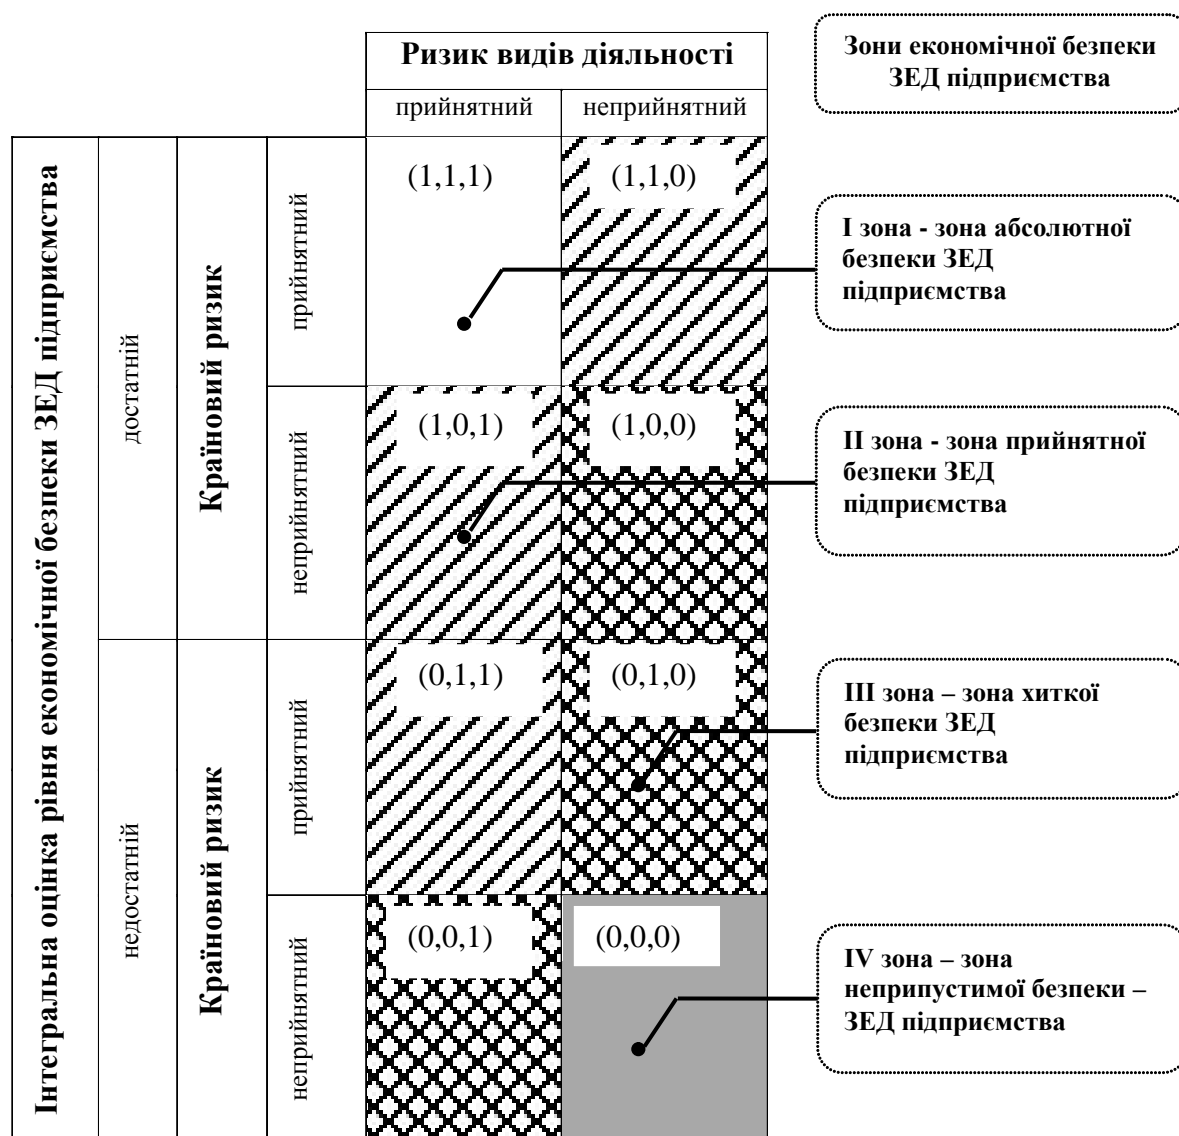 Ризик видів діяльності
прийнятний
неприйнятний
Зони економічної безпеки
ЗЕД підприємства
Інтегральна оцінка рівня економічної безпеки ЗЕД підприємства
достатній
Країновий ризик
прийнятний
(1,1,1)
(1,1,0)
І зона - зона абсолютної
безпеки ЗЕД
підприємства
неприйнятний
(1,0,1)
(1,0,0)
ІІ зона - зона прийнятної
безпеки ЗЕД
підприємства
недостатній
Країновий ризик
прийнятний
(0,1,1)
(0,1,0)
ІІІ зона – зона хиткої
безпеки ЗЕД
підприємства
неприйнятний
(0,0,1)
(0,0,0)
IV зона – зона
неприпустимої безпеки –
ЗЕД підприємства